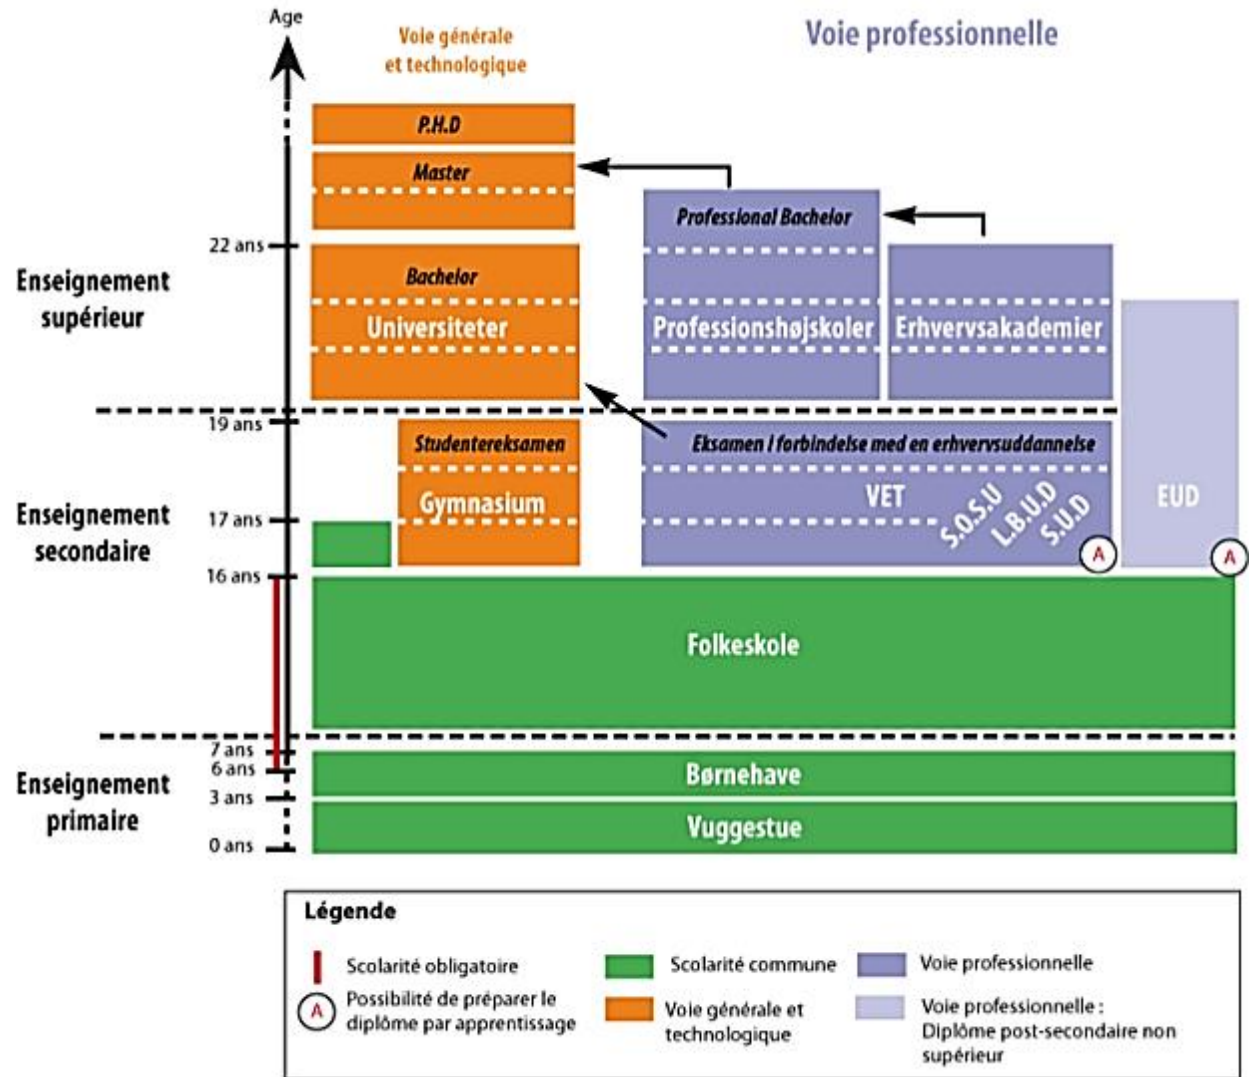 Age
Voie générale
et technologique
Voie professionnelle
P.H.D
Master
Professional Bachelor
22 ans
Enseignement
supérieur
Bachelor
Universiteter
Professionshøjskoler
Erhvervsakademier
19 ans
Studentereksamen
Eksamen I forbindelse med en erhvervsuddannelse
Gymnasium
VET
S.O.S.U
L.B.U.D
S.U.D
EUD
Enseignement
secondaire
17 ans
A
A
16 ans
Folkeskole
7 ans
6 ans
Børnehave
Enseignement
primaire
3 ans
Vuggestue
0 ans
Légende
Scolarité obligatoire
Scolarité commune
Voie professionnelle
A
Possibilité de préparer le
diplôme par apprentissage
Voie générale et
technologique
Voie professionnelle :
Diplôme post-secondaire non
supérieur